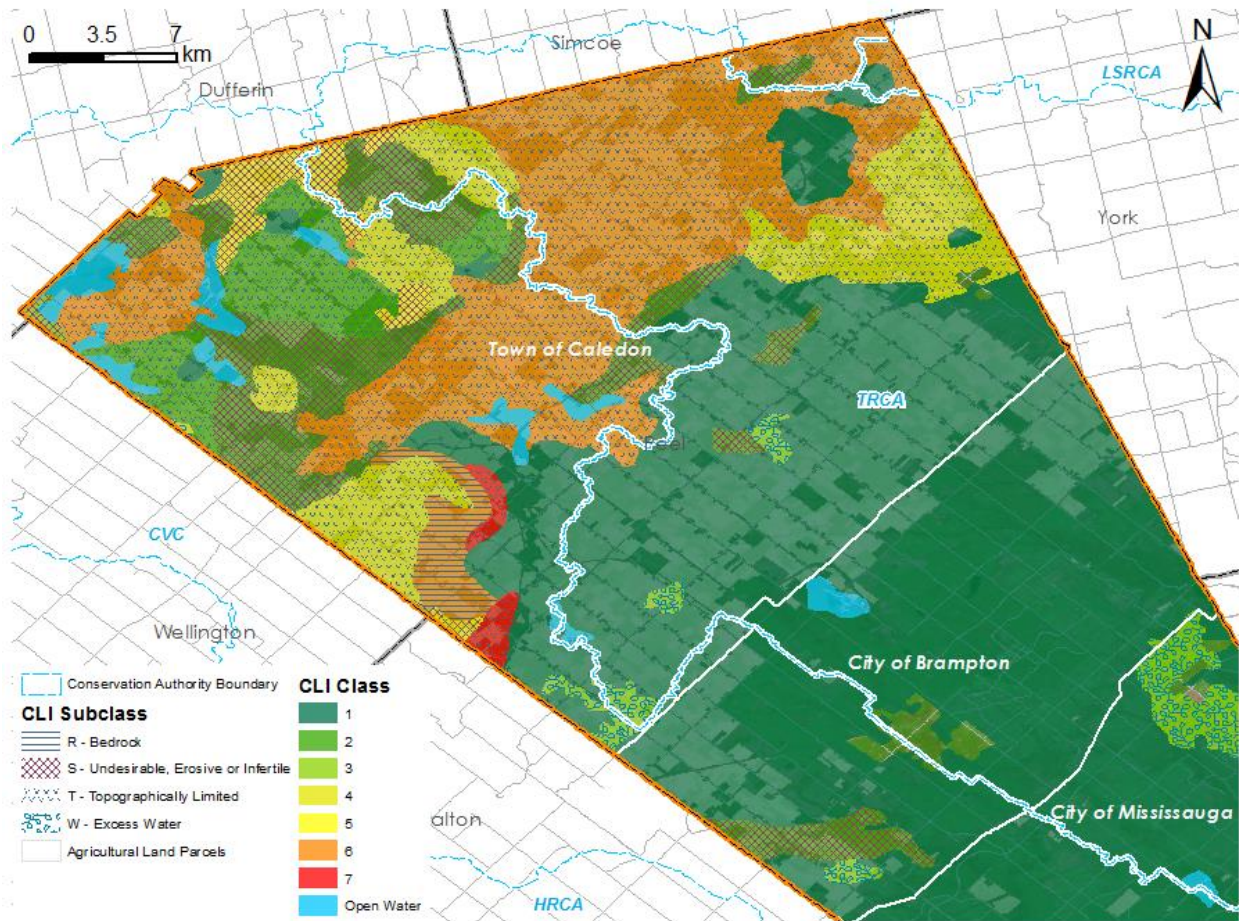 0 3.5 7
km
Simcoe
N
Dufferin
LSRCA
York
Town of Caledon
TRCA
Peel
CVC
Wellington
City of Brampton
Conservation Authority Boundary
CLI Subclass
R - Bedrock
S - Undesirable, Erosive or Infertile
T - Topographically Limited
W - Excess Water
Agricultural Land Parcels
CLI Class
1
2
3
4
5
6
7
Open Water
alton
City of Mississauga
HRCA